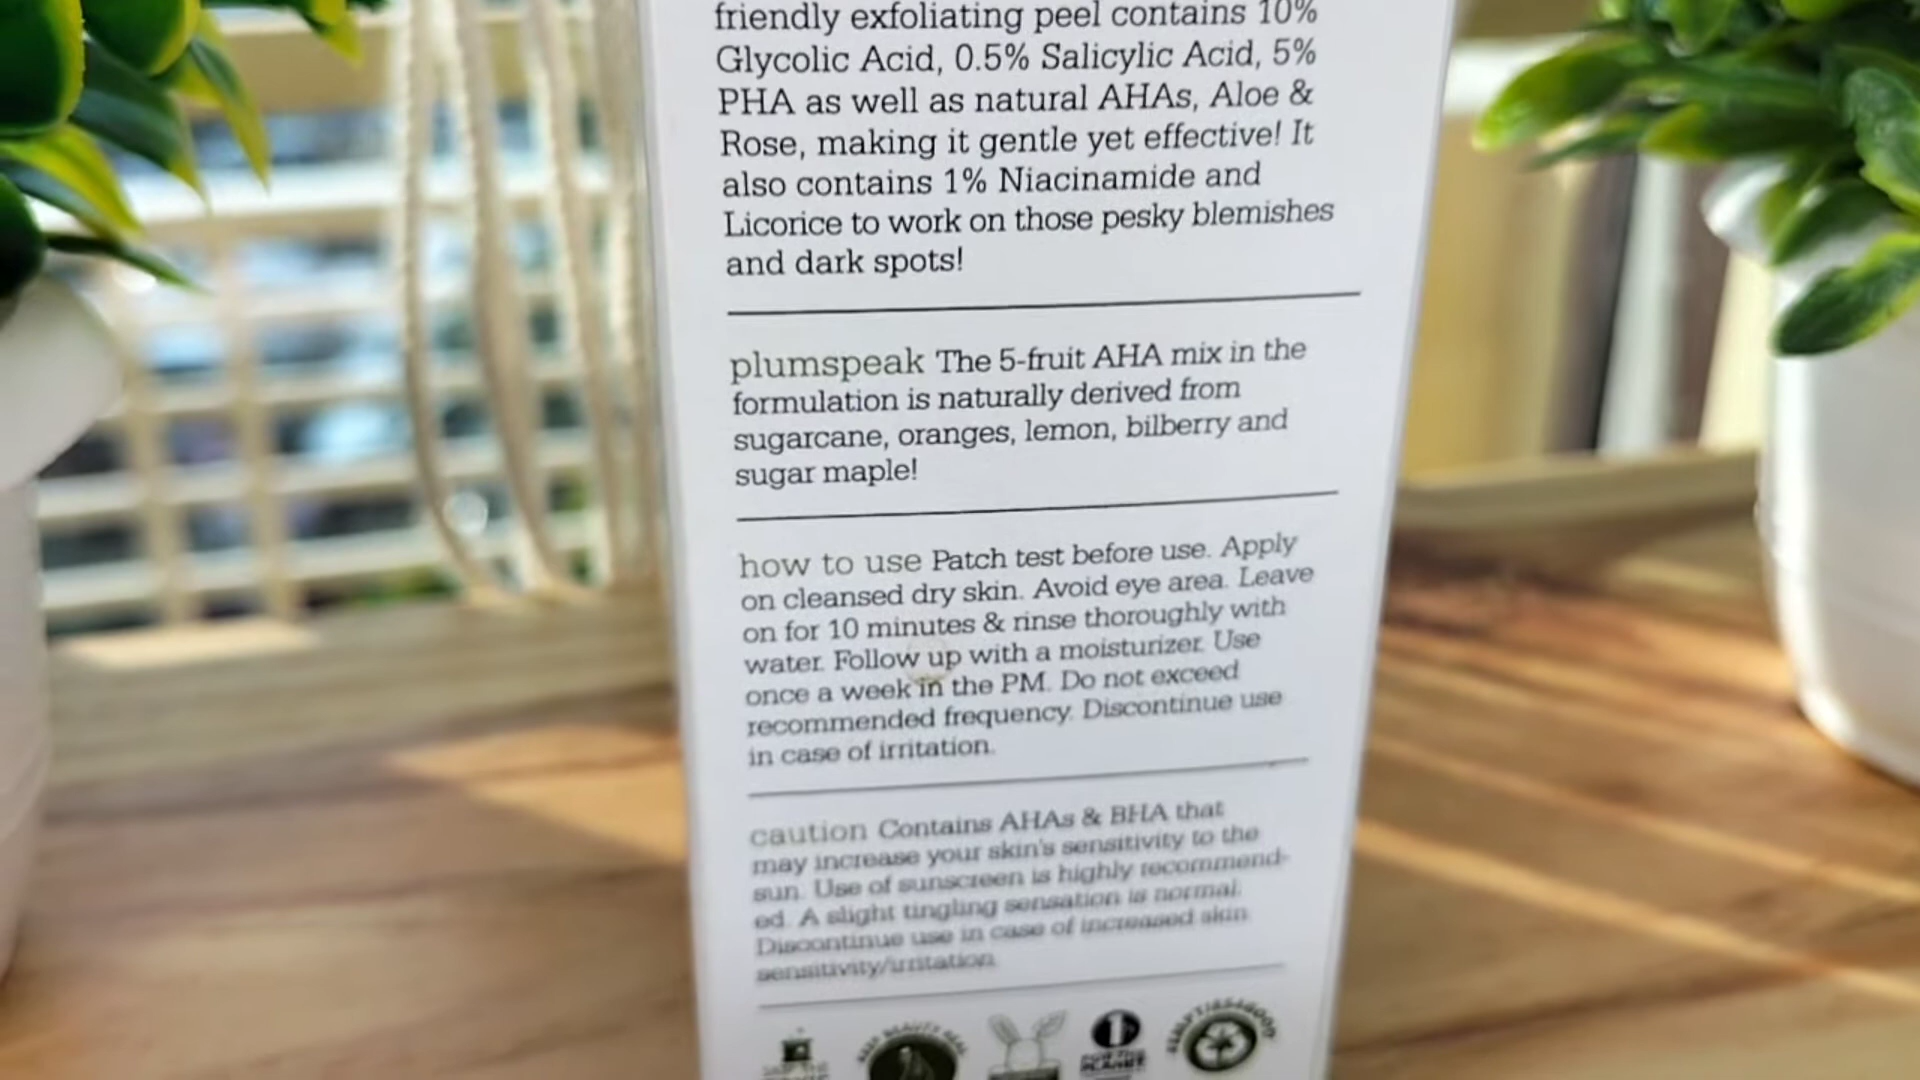 friendly exfoliating peel contains 10%
Glycolic Acid, 0.5% Salicylic Acid, 5%
PHA as well as natural AHAs, Aloe &
Rose, making it gentle yet effective! It
also contains 1% Niacinamide and
Licorice to work on those pesky blemishes
and dark spots!
plumspeak The 5-fruit AHA mix in the
formulation is naturally derived from
sugarcane, oranges, lemon, bilberry and
sugar maple!
how to use Patch test before use. Apply
on cleansed dry skin. Avoid eye area. Leave
on for 10 minutes & rinse thoroughly with
water. Follow up with a moisturizer. Use
once a week in the PM. Do not exceed
recommended frequency. Discontinue use
in case of irritation.
caution Contains AHAs & BHA that
may increase your skin's sensitivity to the
sun. Use of sunscreen is highly recommend-
ed. A slight tingling sensation is normal.
Discontinue use in case of increased skin
sensitivity/irritation